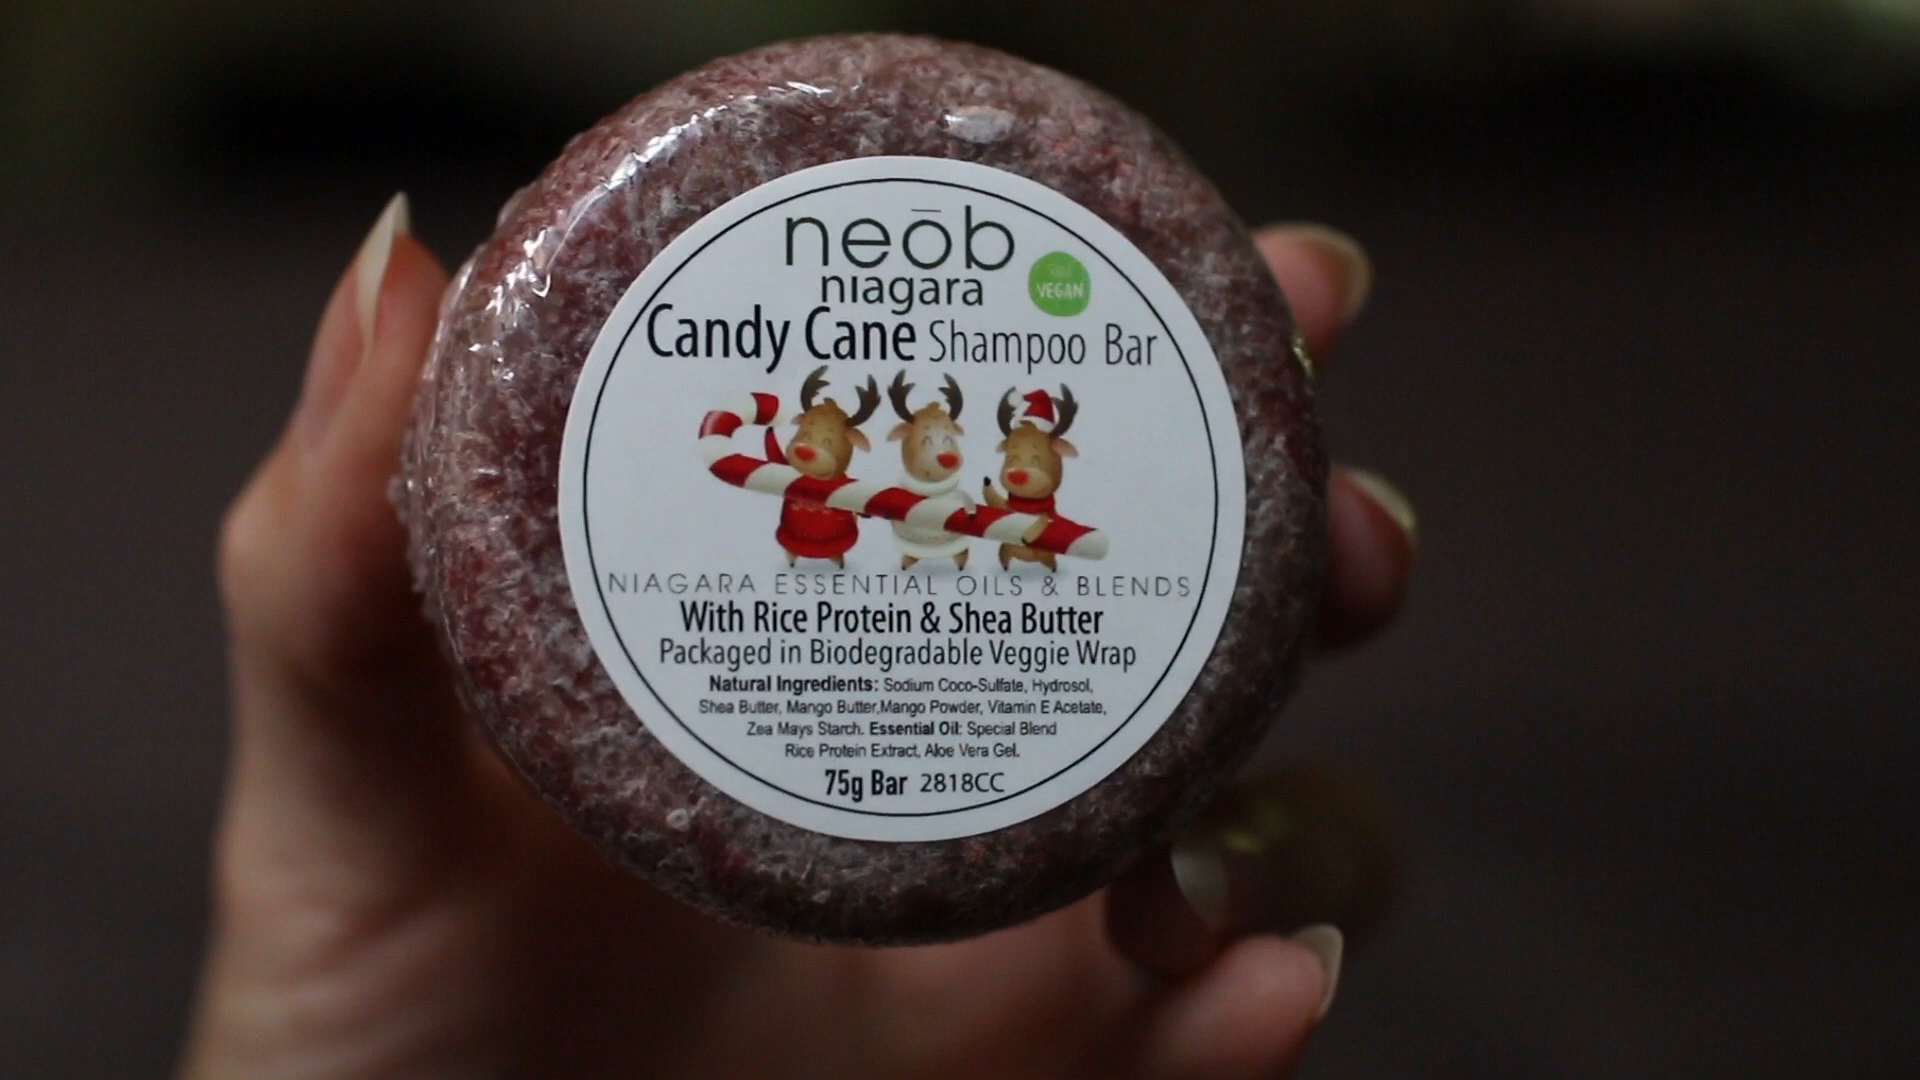 neōb
niagara
VEGAN
Candy Cane Shampoo Bar
NIAGARA ESSENTIAL OILS & BLENDS
With Rice Protein & Shea Butter
Packaged in Biodegradable Veggie Wrap
Natural Ingredients: Sodium Coco-Sulfate, Hydrosol,
Shea Butter, Mango Butter,Mango Powder, Vitamin E Acetate,
Zea Mays Starch. Essential Oil: Special Blend
Rice Protein Extract, Aloe Vera Gel.
75g Bar 2818CC